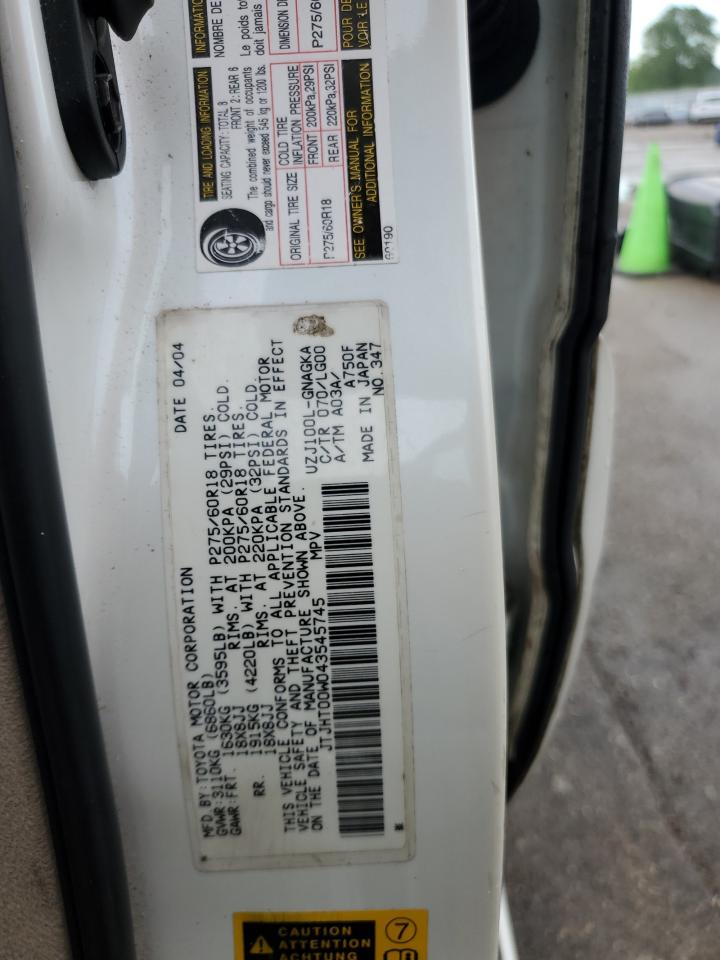 TIRE AND LOADING INFORMATION
SEATING CAPACITY: TOTAL 8
FRONT 2: REAR 6
The combined weight of occupants
and cargo should never exceed 545 kg or 1200 lbs.
ORIGINAL TIRE SIZE
COLD TIRE
INFLATION PRESSURE
P275/60R18
FRONT 200kPa,29PSI
REAR 220kPa,32PSI
SEE OWNER'S MANUAL FOR
ADDITIONAL INFORMATION
60190
NOMBRE DE
Le poids
doit jamais
DIMENSION
P275/60
POUR
VOIR LE
MFD BY:TOYOTA MOTOR CORPORATION DATE 04/04
GVWR:3110KG (6860LB)
GAWR:FRT. 1630KG (3595LB) WITH P275/60R18 TIRES.
18X8JJ RIMS. AT 200KPA (29PSI) COLD.
RR. 1915KG (4220LB) WITH P275/60R18 TIRES.
18X8JJ RIMS. AT 220KPA (32PSI) COLD.
THIS VEHICLE CONFORMS TO ALL APPLICABLE FEDERAL MOTOR
VEHICLE SAFETY AND THEFT PREVENTION STANDARDS IN EFFECT
ON THE DATE OF MANUFACTURE SHOWN ABOVE.
JTJHT00W043545745 MPV
UZJ100L-GNAGKA
C/TR 070/LG00
A/TM A03A/
A750F
MADE IN JAPAN
NO 347
CAUTION
ATTENTION
ACHTUNG
7